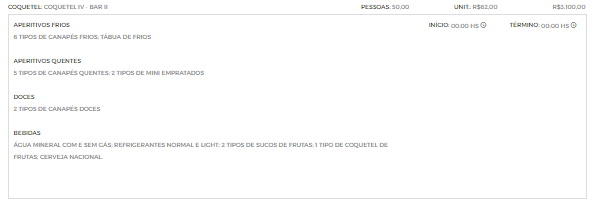 COQUETEL: COQUETEL IV - BAR II PESSOAS: 50,00 UNIT.: R$62,00 R$3.100,00
APERITIVOS FRIOS INÍCIO: 00:00 HS TÉRMINO: 00:00 HS
6 TIPOS DE CANAPÉS FRIOS; TÁBUA DE FRIOS
APERITIVOS QUENTES
5 TIPOS DE CANAPÉS QUENTES; 2 TIPOS DE MINI EMPRATADOS
DOCES
2 TIPOS DE CANAPÉS DOCES
BEBIDAS
ÁGUA MINERAL COM E SEM GÁS; REFRIGERANTES NORMAL E LIGHT; 2 TIPOS DE SUCOS DE FRUTAS; 1 TIPO DE COQUETEL DE
FRUTAS; CERVEJA NACIONAL.